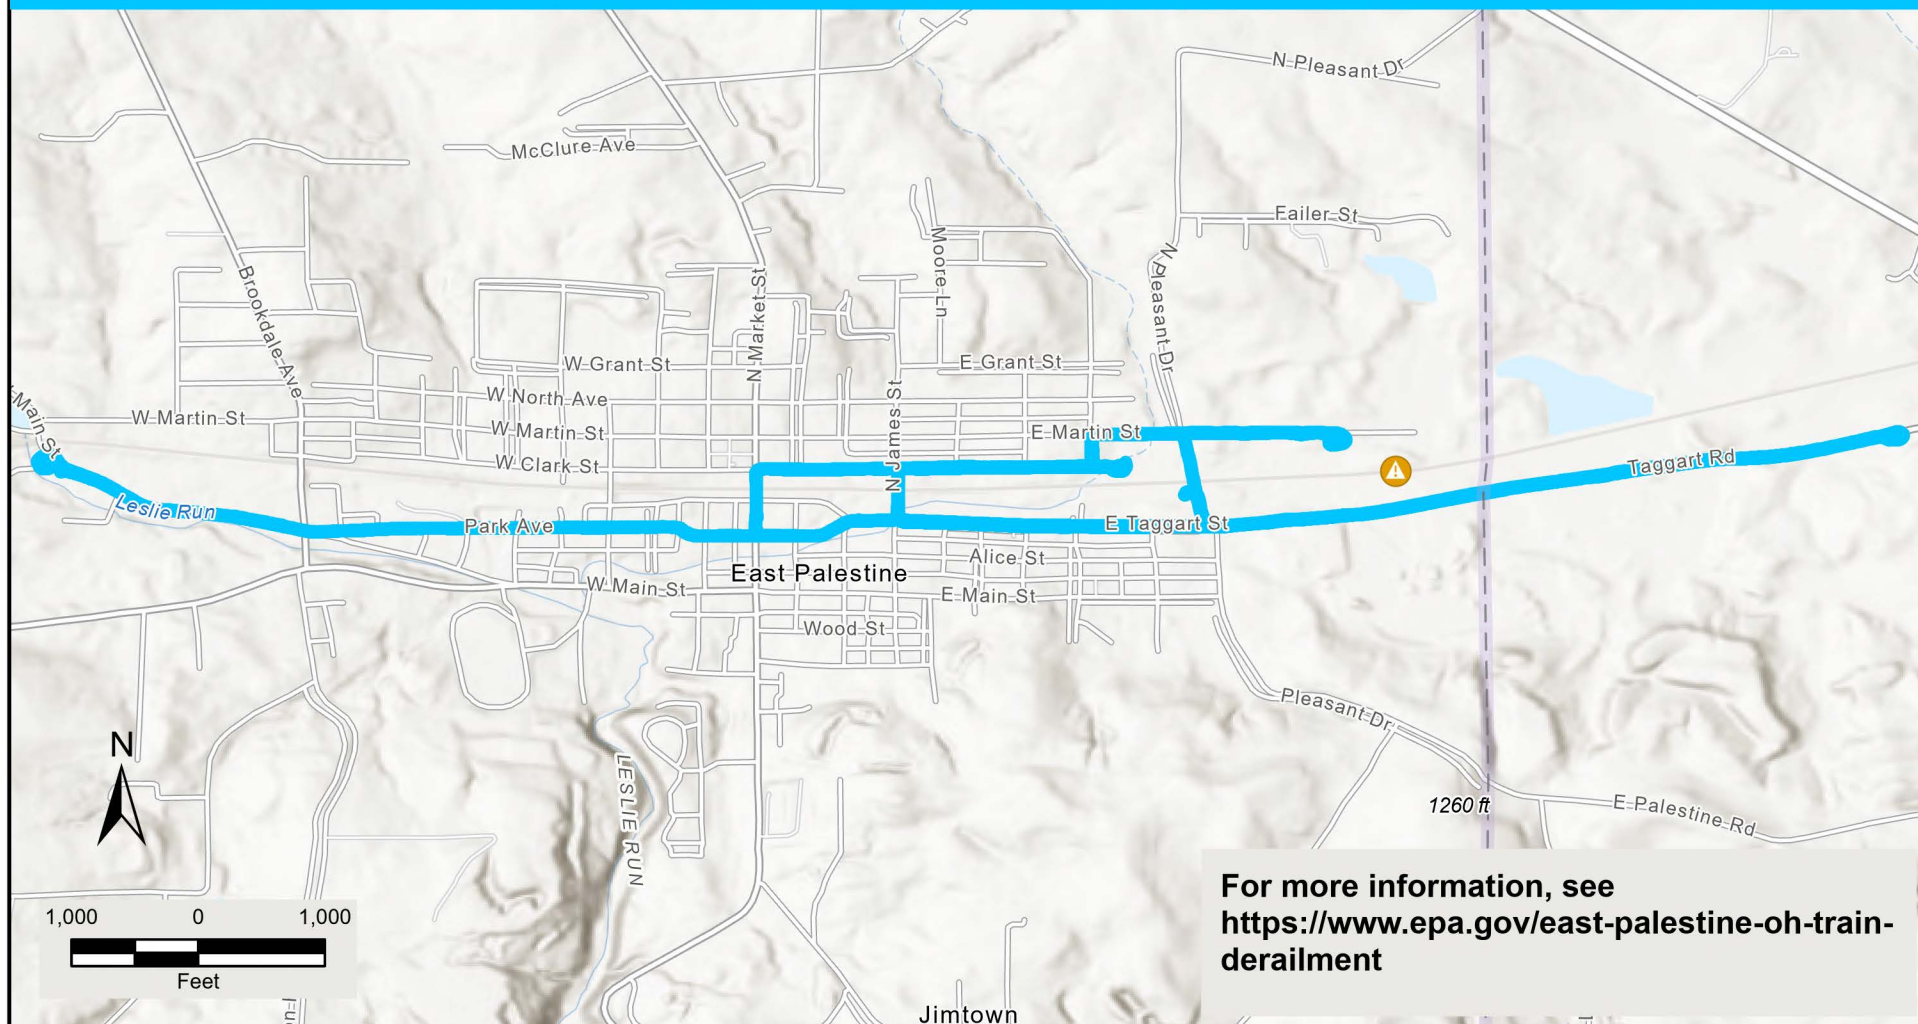 N Pleasant Dr
McClure Ave
Failer St
Moore Ln
N Pleasant Dr
Brookdale Ave
N Market St
W Grant St
E Grant St
W North Ave
N James St
Main St
W Martin St
W Martin St
E Martin St
W Clark St
Taggart Rd
Leslie Run
Park Ave
E Taggart St
Alice St
East Palestine
W Main St
E Main St
Wood St
Pleasant Dr
N
LESLIE RUN
1260 ft
E Palestine Rd
1,000 0 1,000
Feet
For more information, see
https://www.epa.gov/east-palestine-oh-train-
derailment
Jimtown